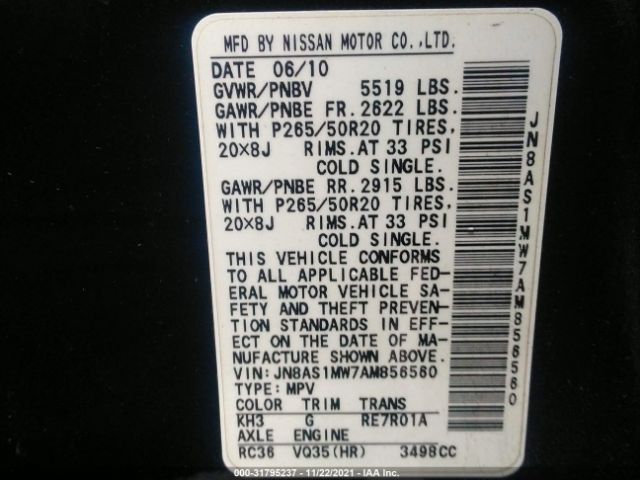 MFD BY NISSAN MOTOR CO.,LTD.
DATE 06/10
GVWR/PNBV 5519 LBS.
GAWR/PNBE FR. 2622 LBS.
WITH P265/50R20 TIRES,
20×8J RIMS. AT 33 PSI
COLD SINGLE.
GAWR/PNBE RR. 2915 LBS.
WITH P265/50R20 TIRES,
20×8J RIMS. AT 33 PSI
COLD SINGLE.
THIS VEHICLE CONFORMS
TO ALL APPLICABLE FED-
ERAL MOTOR VEHICLE SA-
FETY AND THEFT PREVEN-
TION STANDARDS IN EFF-
ECT ON THE DATE OF MA-
NUFACTURE SHOWN ABOVE.
VIN: JN8AS1MW7AM856560
TYPE: MPV
COLOR TRIM TRANS
KH3 G RE7R01A
AXLE ENGINE
RC36 VQ35(HR) 3498CC
JN8AS1MW7AM856560
000-31795237 - 11/22/2021 - IAA Inc.